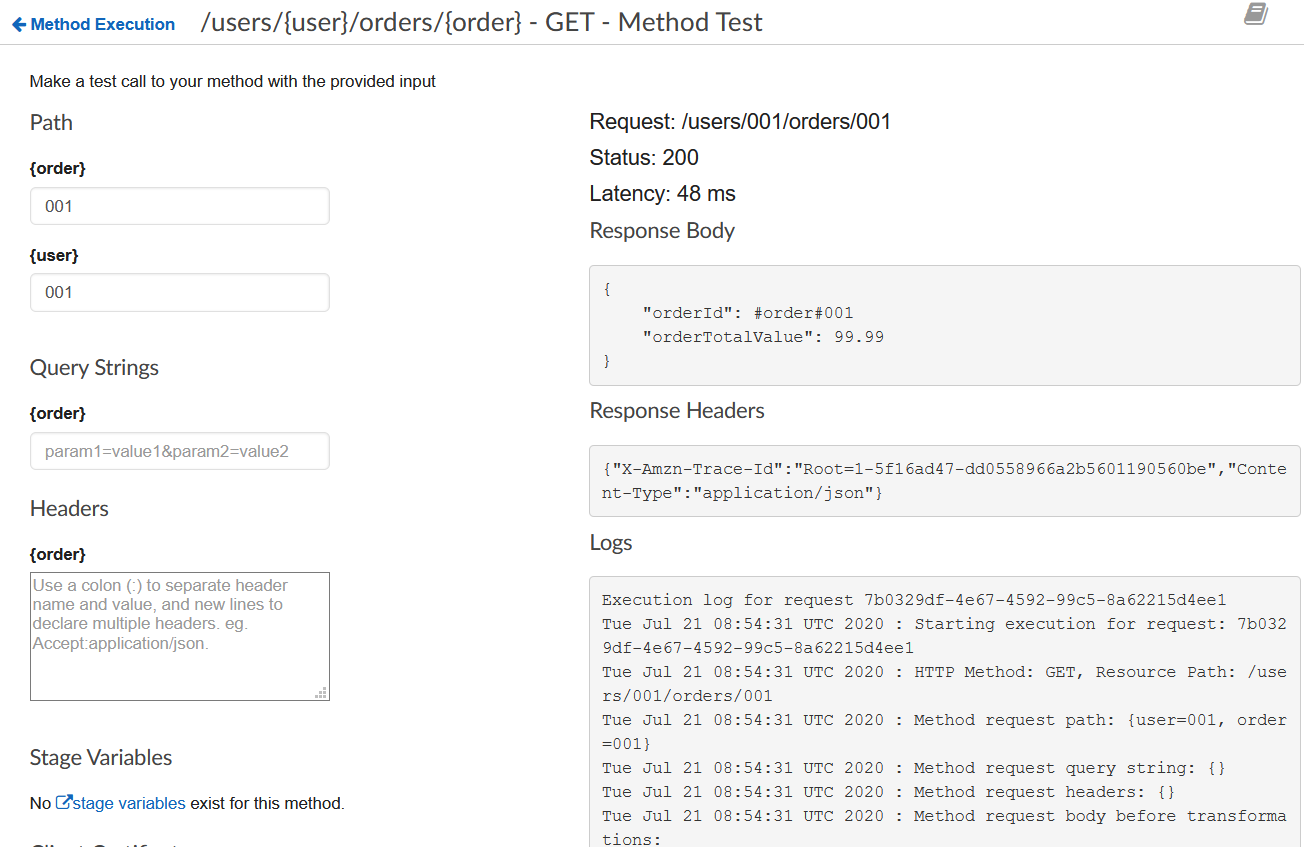 Method Execution /users/{user}/orders/{order} - GET - Method Test
Make a test call to your method with the provided input
Path
{order}
001
{user}
001
Query Strings
{order}
param1=value1&param2=value2
Headers
{order}
Use a colon (:) to separate header
name and value, and new lines to
declare multiple headers. eg.
Accept:application/json.
Stage Variables
No stage variables exist for this method.
Request: /users/001/orders/001
Status: 200
Latency: 48 ms
Response Body
{
"orderId": #order#001
"orderTotalValue": 99.99
}
Response Headers
{"X-Amzn-Trace-Id":"Root=1-5f16ad47-dd0558966a2b5601190560be","Conte
nt-Type":"application/json"}
Logs
Execution log for request 7b0329df-4e67-4592-99c5-8a62215d4ee1
Tue Jul 21 08:54:31 UTC 2020 : Starting execution for request: 7b032
9df-4e67-4592-99c5-8a62215d4ee1
Tue Jul 21 08:54:31 UTC 2020 : HTTP Method: GET, Resource Path: /use
rs/001/orders/001
Tue Jul 21 08:54:31 UTC 2020 : Method request path: {user=001, order
=001}
Tue Jul 21 08:54:31 UTC 2020 : Method request query string: {}
Tue Jul 21 08:54:31 UTC 2020 : Method request headers: {}
Tue Jul 21 08:54:31 UTC 2020 : Method request body before transforma
tions: